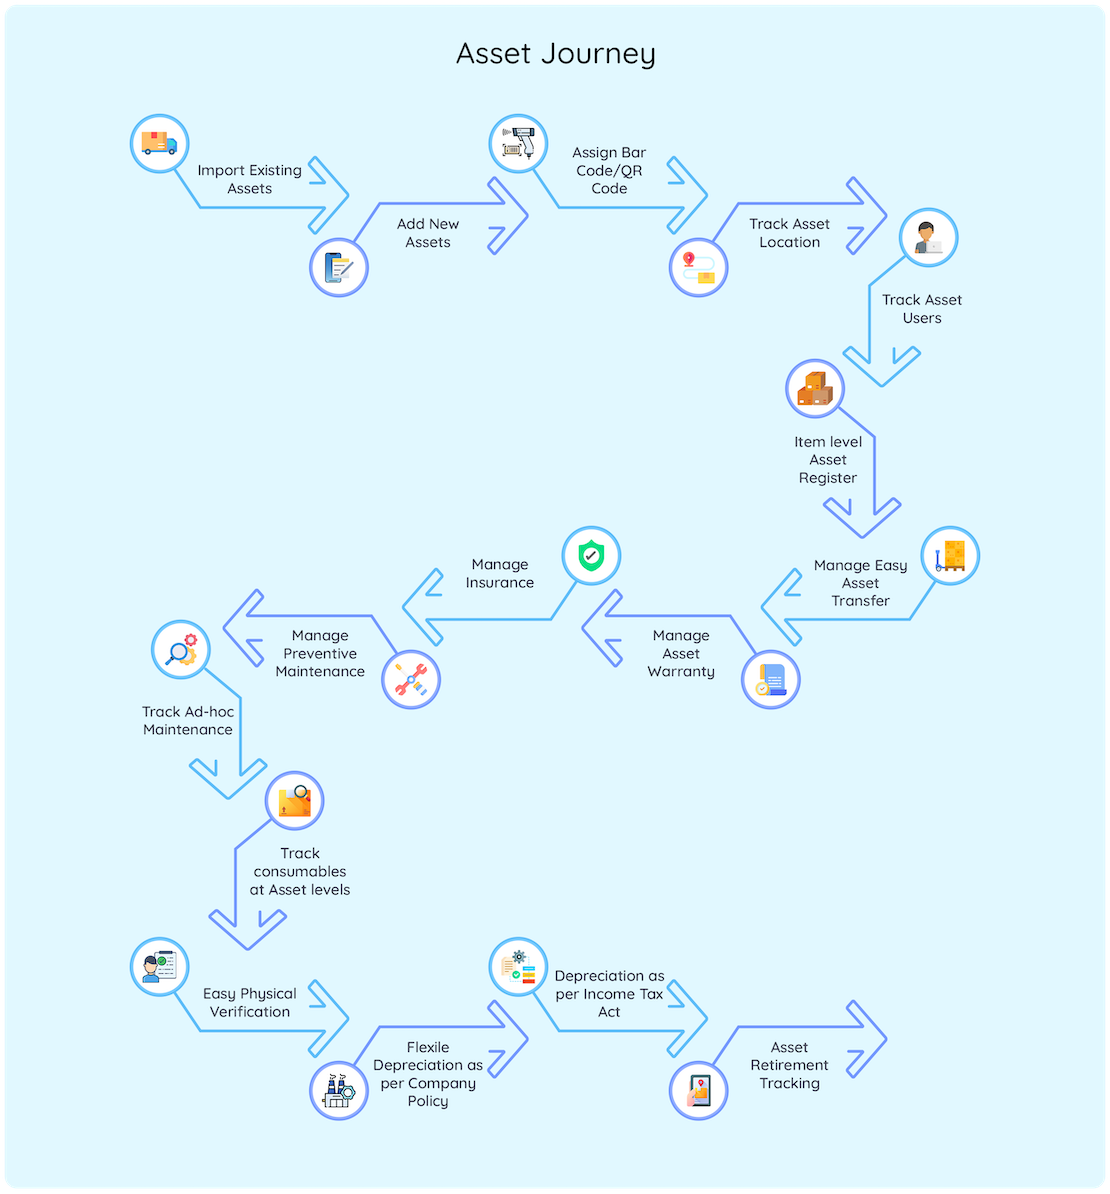 Asset Journey
Import Existing
Assets
Add New
Assets
Assign Bar
Code/QR
Code
Track Asset
Location
Track Asset
Users
Item level
Asset
Register
Manage Easy
Asset
Transfer
Manage
Asset
Warranty
Manage
Insurance
Manage
Preventive
Maintenance
Track Ad-hoc
Maintenance
Track
consumables
at Asset levels
Easy Physical
Verification
Flexile
Depreciation as
per Company
Policy
Depreciation as
per Income Tax
Act
Asset
Retirement
Tracking